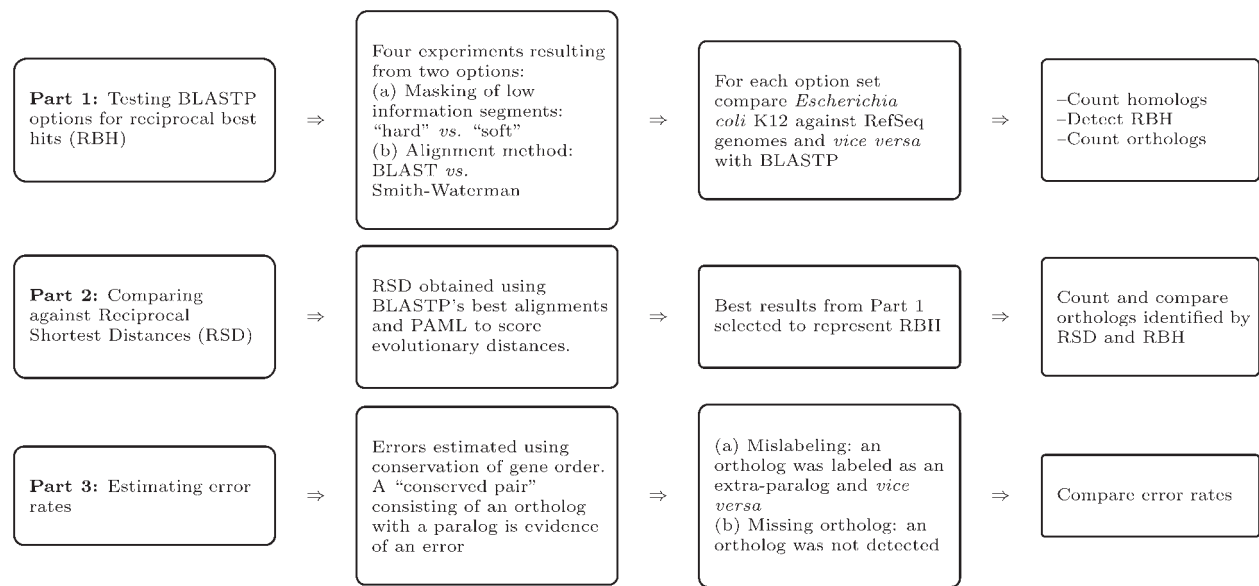 Part 1: Testing BLASTP
options for reciprocal best
hits (RBH)
⇒
Four experiments resulting
from two options:
(a) Masking of low
information segments:
“hard” vs. “soft”
(b) Alignment method:
BLAST vs.
Smith-Waterman
⇒
For each option set
compare Escherichia
coli K12 against RefSeq
genomes and vice versa
with BLASTP
⇒
–Count homologs
–Detect RBH
–Count orthologs
Part 2: Comparing
against Reciprocal
Shortest Distances (RSD)
⇒
RSD obtained using
BLASTP’s best alignments
and PAML to score
evolutionary distances.
⇒
Best results from Part 1
selected to represent RBH
⇒
Count and compare
orthologs identified by
RSD and RBH
Part 3: Estimating error
rates
⇒
Errors estimated using
conservation of gene order.
A “conserved pair”
consisting of an ortholog
with a paralog is evidence
of an error
⇒
(a) Mislabeling: an
ortholog was labeled as an
extra-paralog and vice
versa
(b) Missing ortholog: an
ortholog was not detected
⇒
Compare error rates